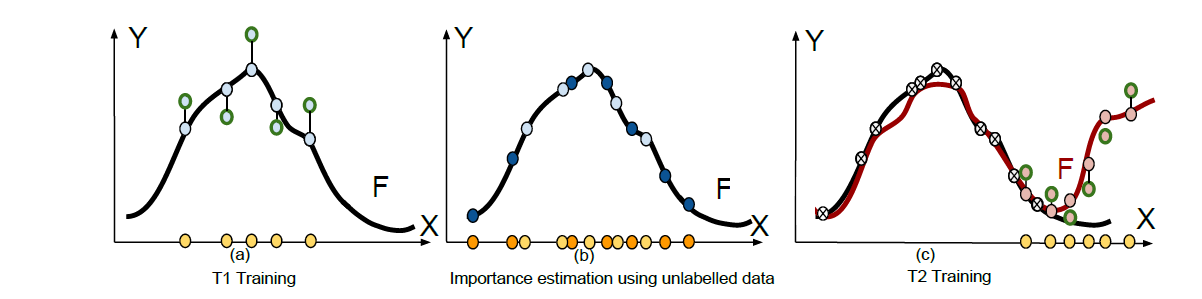 Y
F
X
(a)
T1 Training
Y
F
X
(b)
Importance estimation using unlabelled data
Y
F
X
(c)
T2 Training